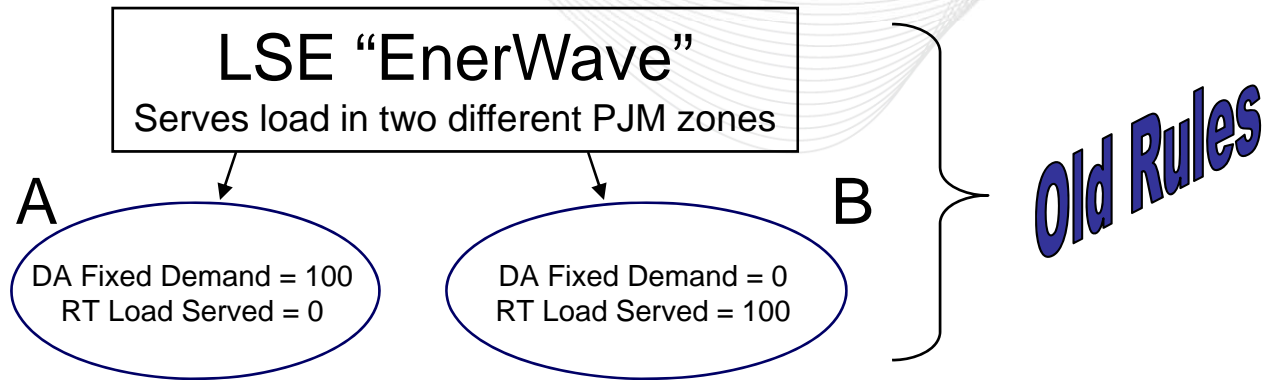 LSE “EnerWave”
Serves load in two different PJM zones
A
DA Fixed Demand = 100
RT Load Served = 0
B
DA Fixed Demand = 0
RT Load Served = 100
Old Rules